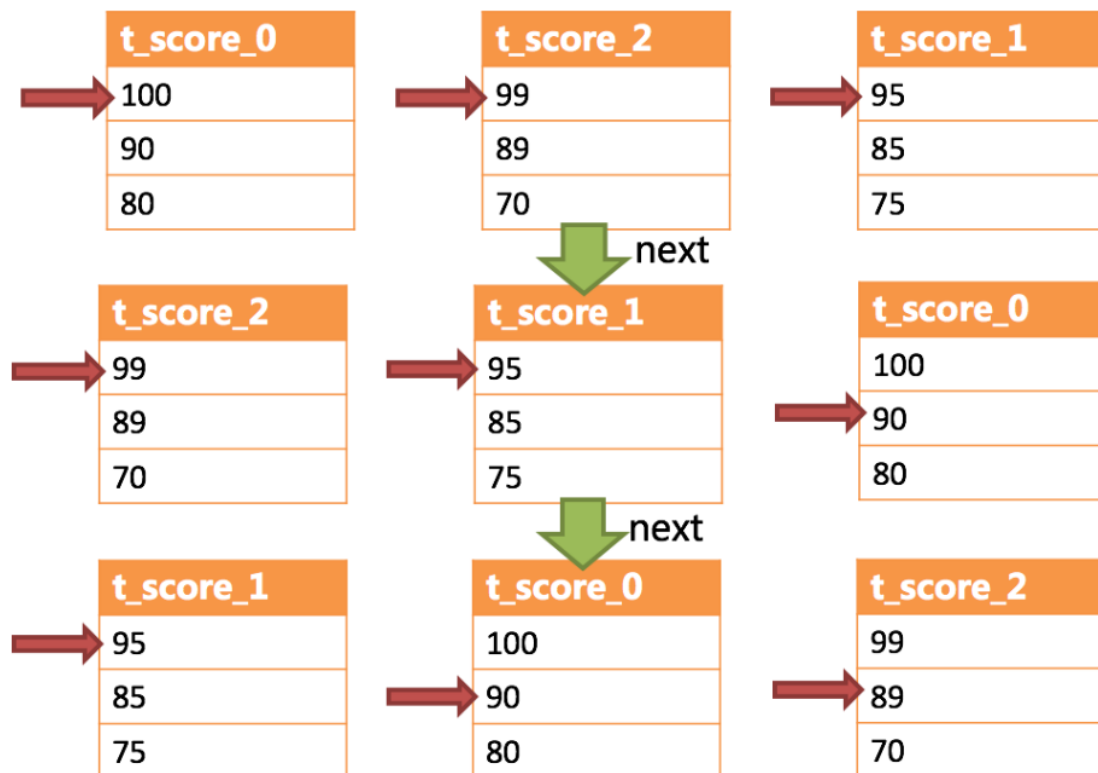 t_score_0 t_score_2 t_score_1
100 99 95
90 89 85
80 70 75
next
t_score_2 t_score_1 t_score_0
99 95 100
89 85 90
70 75 80
next
t_score_1 t_score_0 t_score_2
95 100 99
85 90 89
75 80 70